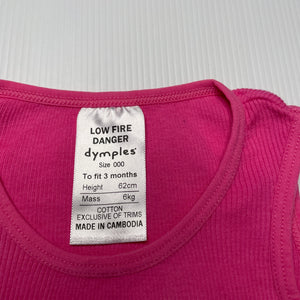 LOW FIRE
DANGER
dymples™
Size 000
To fit 3 months
Height 62cm
Mass 6kg
COTTON
EXCLUSIVE OF TRIMS
MADE IN CAMBODIA